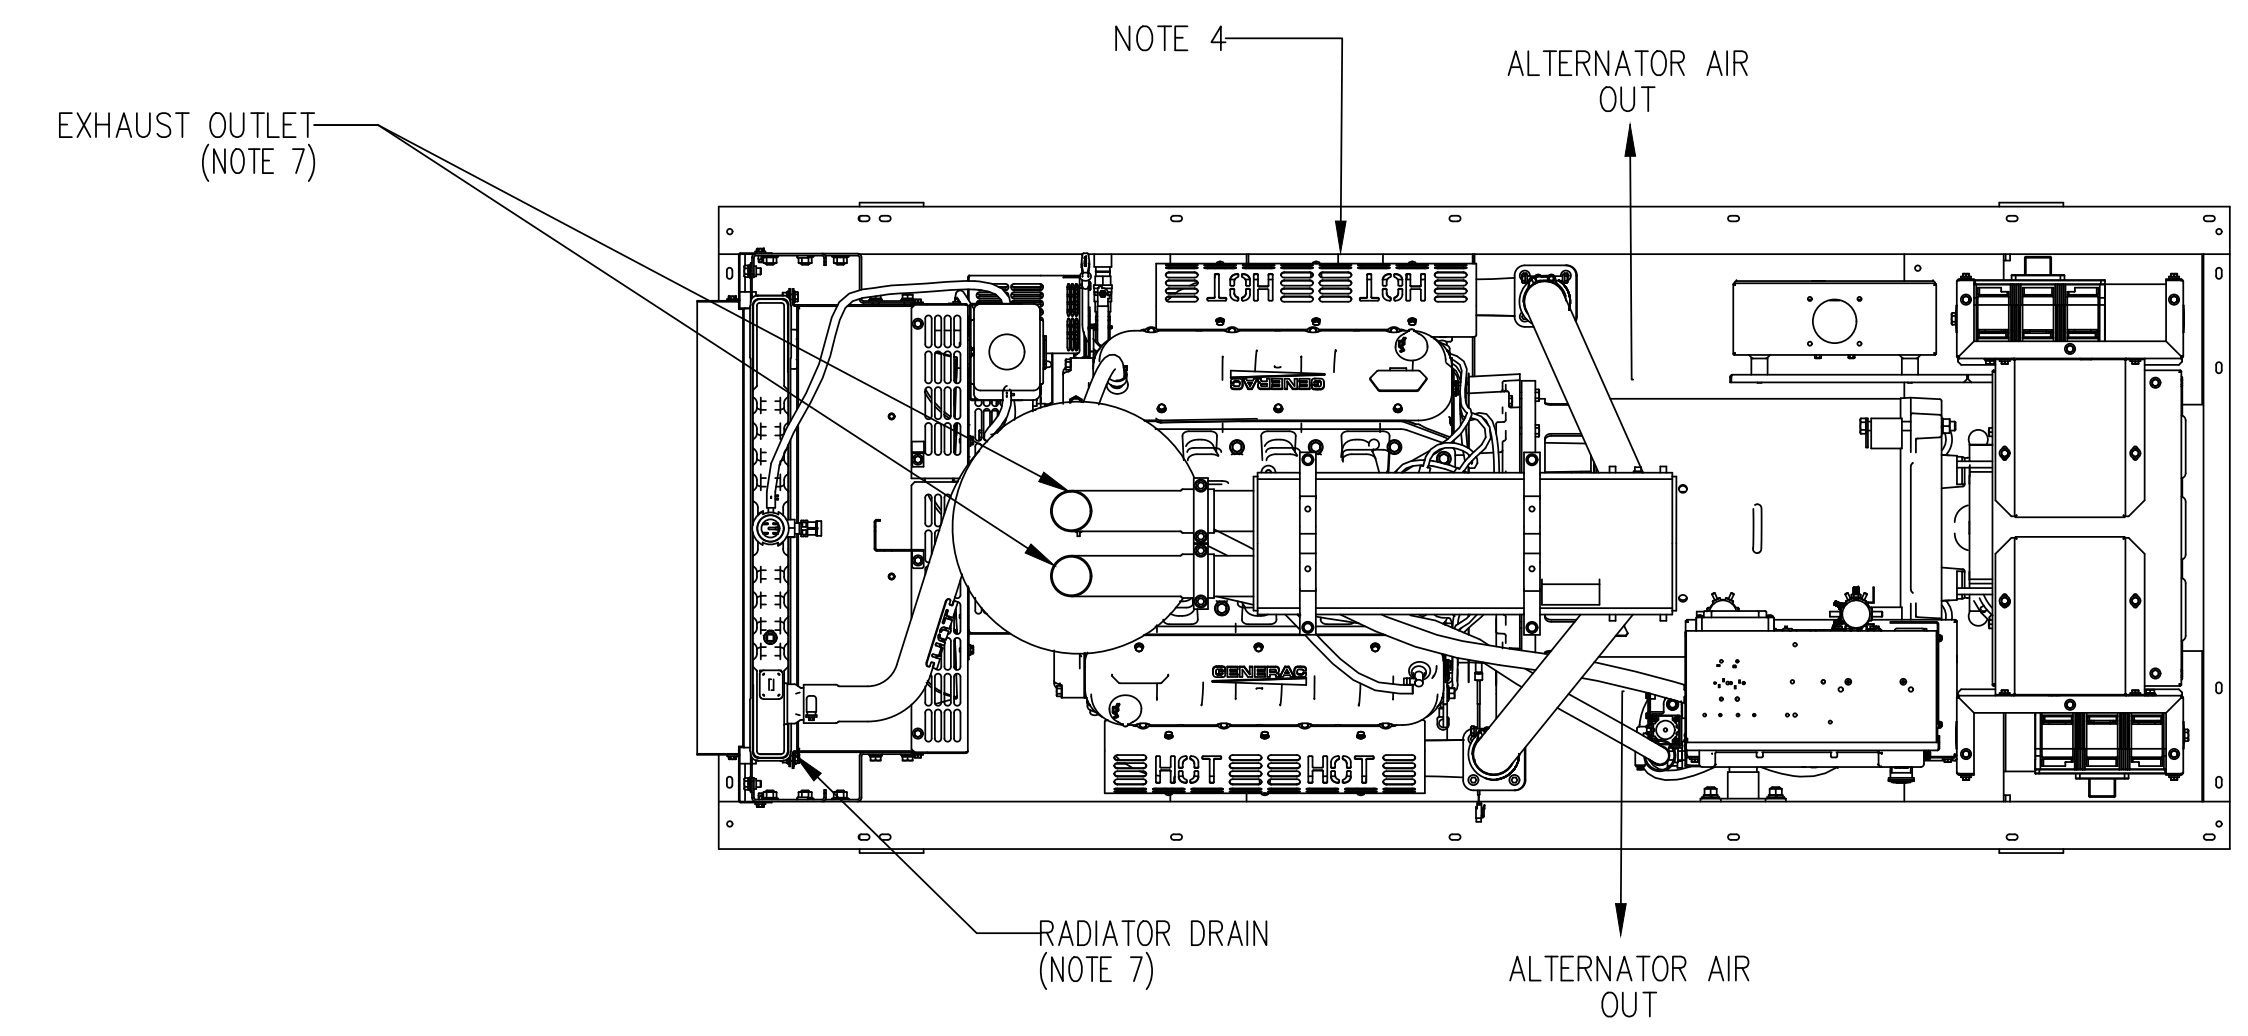 NOTE 4
ALTERNATOR AIR
OUT
EXHAUST OUTLET
(NOTE 7)
HOT HOT
GENERAC
HOT
GENERAC
HOT HOT
RADIATOR DRAIN
(NOTE 7)
ALTERNATOR AIR
OUT